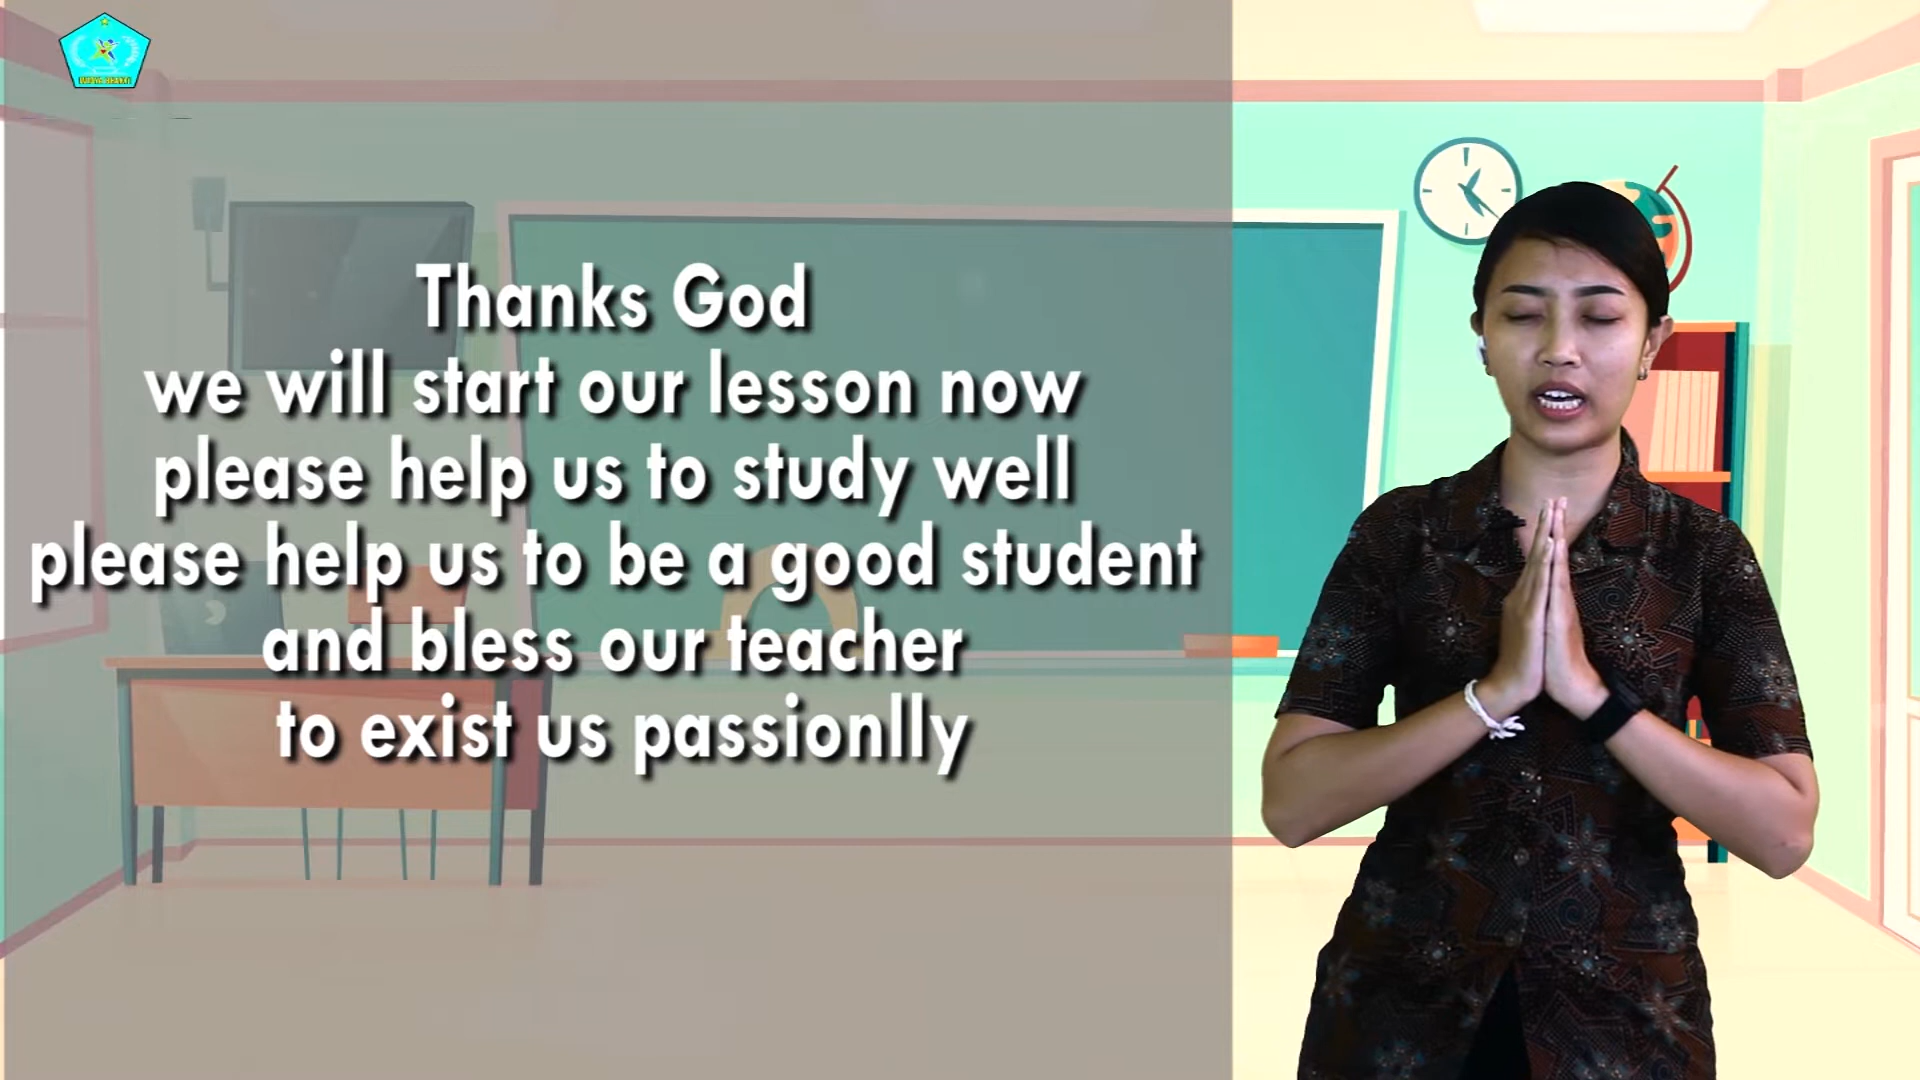 Thanks God
we will start our lesson now
please help us to study well
please help us to be a good student
and bless our teacher
to exist us passionlly